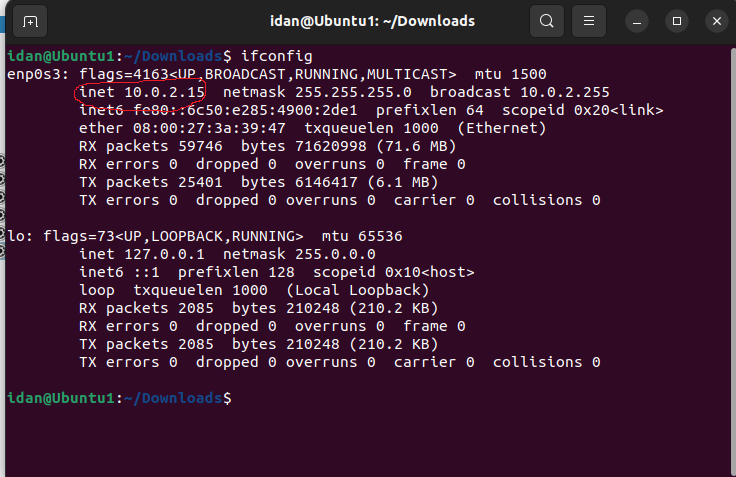 idan@Ubuntu1: ~/Downloads
idan@Ubuntu1:~/Downloads$ ifconfig
enp0s3: flags=4163<UP,BROADCAST,RUNNING,MULTICAST>  mtu 1500
        inet 10.0.2.15  netmask 255.255.255.0  broadcast 10.0.2.255
        inet6 fe80::6c50:e285:4900:2de1  prefixlen 64  scopeid 0x20<link>
        ether 08:00:27:3a:39:47  txqueuelen 1000  (Ethernet)
        RX packets 59746  bytes 71620998 (71.6 MB)
        RX errors 0  dropped 0  overruns 0  frame 0
        TX packets 25401  bytes 6146417 (6.1 MB)
        TX errors 0  dropped 0 overruns 0  carrier 0  collisions 0

lo: flags=73<UP,LOOPBACK,RUNNING>  mtu 65536
        inet 127.0.0.1  netmask 255.0.0.0
        inet6 ::1  prefixlen 128  scopeid 0x10<host>
        loop  txqueuelen 1000  (Local Loopback)
        RX packets 2085  bytes 210248 (210.2 KB)
        RX errors 0  dropped 0  overruns 0  frame 0
        TX packets 2085  bytes 210248 (210.2 KB)
        TX errors 0  dropped 0 overruns 0  carrier 0  collisions 0

idan@Ubuntu1:~/Downloads$